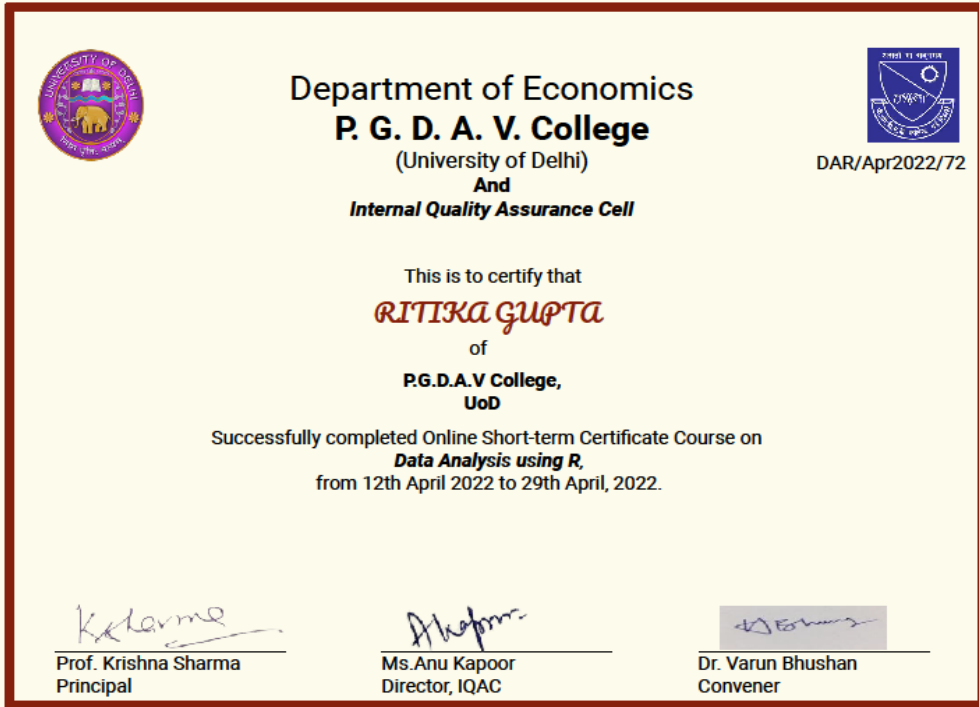 UNIVERSITY OF DELHI
Department of Economics
P. G. D. A. V. College
(University of Delhi)
And
Internal Quality Assurance Cell
DAR/Apr2022/72
This is to certify that
RITIKA GUPTA
of
P.G.D.A.V College,
UoD
Successfully completed Online Short-term Certificate Course on
Data Analysis using R,
from 12th April 2022 to 29th April, 2022.
Prof. Krishna Sharma
Principal
Ms.Anu Kapoor
Director, IQAC
Dr. Varun Bhushan
Convener